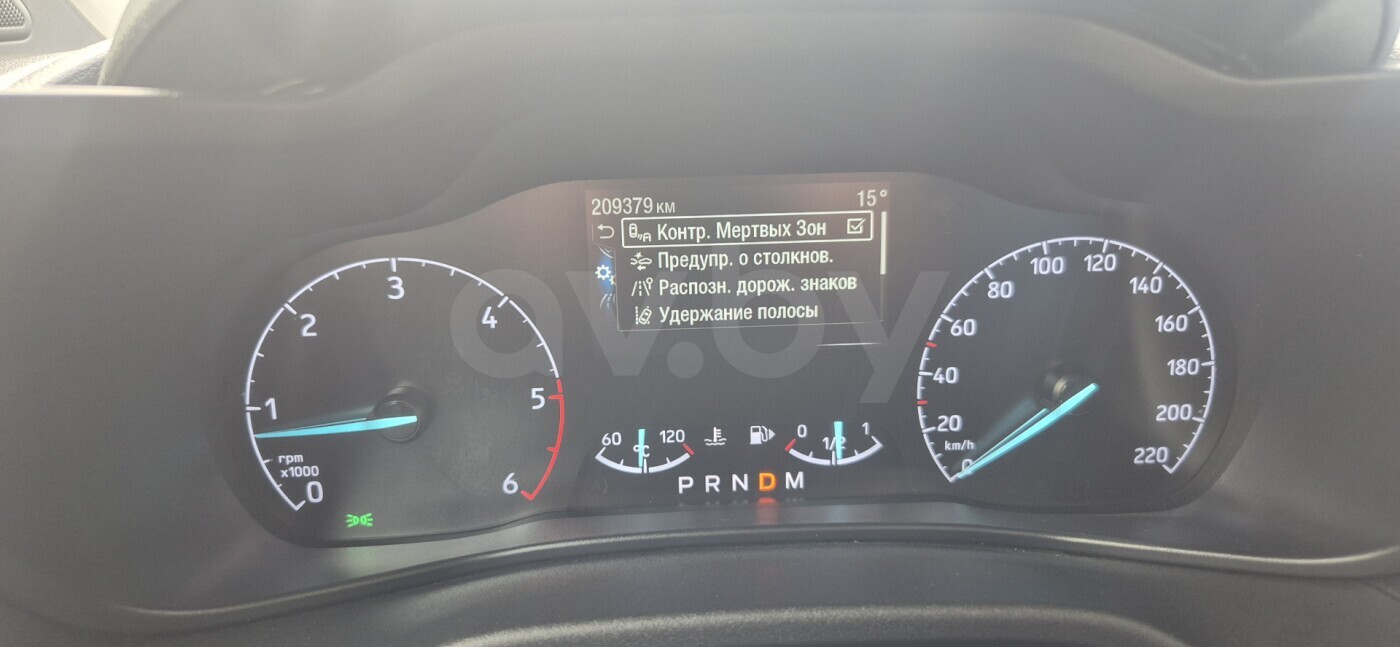 209379 км 15°
Контр. Мертвых Зон
Предупр. о столкнов.
Распозн. дорож. знаков
Удержание полосы
av.by
0 1 2 3 4 5 6
rpm
x1000
60 °C 120
0 1/2 1
P R N D M
0 20 40 60 80 100 120 140 160 180 200 220
km/h